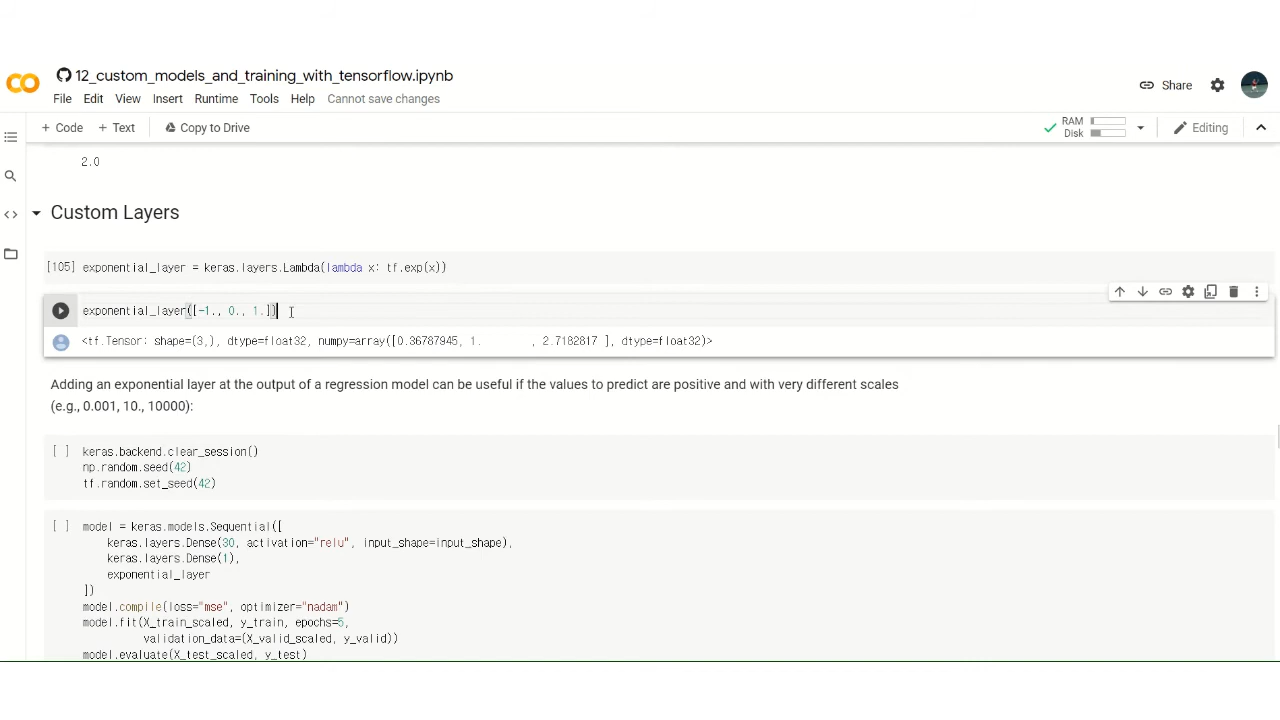 12_custom_models_and_training_with_tensorflow.ipynb
File Edit View Insert Runtime Tools Help Cannot save changes
Share
+ Code + Text Copy to Drive
RAM
Disk
Editing
2.0
Custom Layers
[105] exponential_layer = keras.layers.Lambda(lambda x: tf.exp(x))
exponential_layer([-1., 0., 1.])
<tf.Tensor: shape=(3,), dtype=float32, numpy=array([0.36787945, 1.        , 2.7182817 ], dtype=float32)>
Adding an exponential layer at the output of a regression model can be useful if the values to predict are positive and with very different scales
(e.g., 0.001, 10., 10000):
[ ] keras.backend.clear_session()
np.random.seed(42)
tf.random.set_seed(42)
[ ] model = keras.models.Sequential([
keras.layers.Dense(30, activation="relu", input_shape=input_shape),
keras.layers.Dense(1),
exponential_layer
])
model.compile(loss="mse", optimizer="nadam")
model.fit(X_train_scaled, y_train, epochs=5,
validation_data=(X_valid_scaled, y_valid))
model.evaluate(X_test_scaled, y_test)